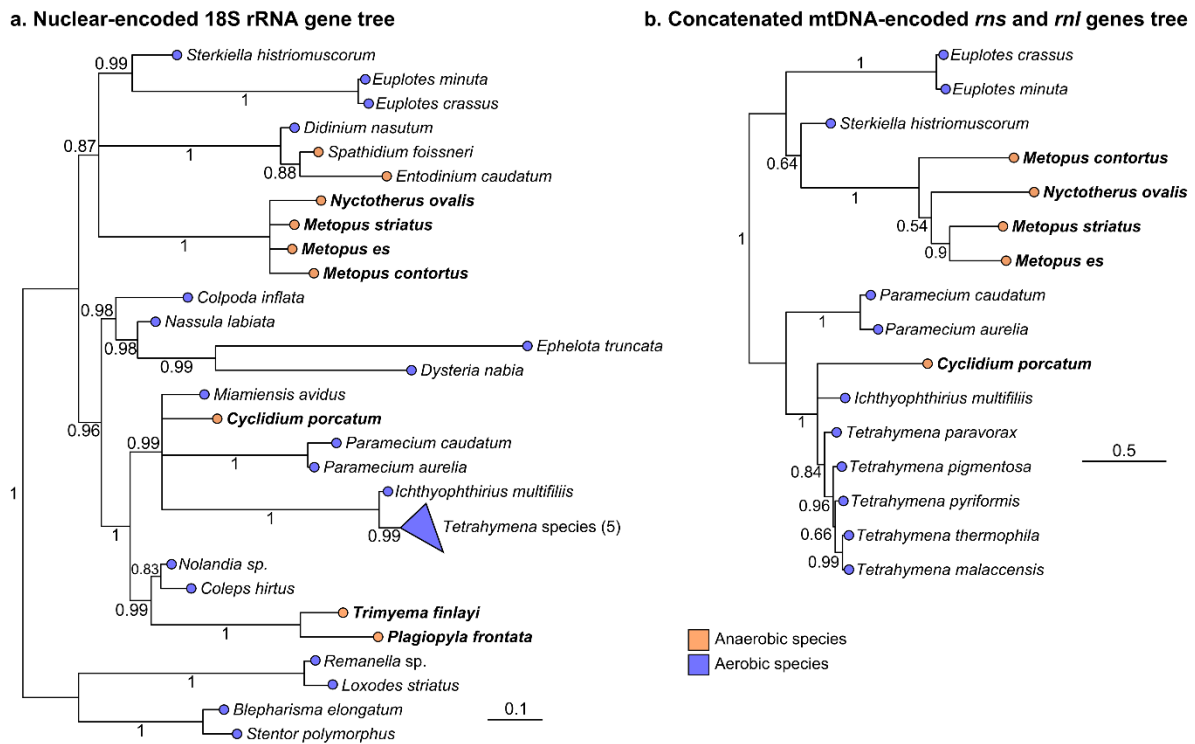 a. Nuclear-encoded 18S rRNA gene tree
0.99
Sterkiella histriomuscorum
Euplotes minuta
1
Euplotes crassus
0.87
Didinium nasutum
1
Spathidium foissneri
0.88
Entodinium caudatum
Nyctotherus ovalis
Metopus striatus
1
Metopus es
Metopus contortus
0.98
Colpoda inflata
Nassula labiata
0.98
Ephelota truncata
0.99
Dysteria nabia
Miamiensis avidus
0.96
Cyclidium porcatum
0.99
Paramecium caudatum
1
Paramecium aurelia
1
Ichthyophthirius multifiliis
1
Tetrahymena species (5)
0.99
1
Nolandia sp.
0.83
Coleps hirtus
0.99
Trimyema finlayi
1
Plagiopyla frontata
Remanella sp.
1
Loxodes striatus
Blepharisma elongatum
1
Stentor polymorphus
0.1
b. Concatenated mtDNA-encoded rns and rnl genes tree
Euplotes crassus
1
Euplotes minuta
Sterkiella histriomuscorum
0.64
Metopus contortus
1
Nyctotherus ovalis
0.54
Metopus striatus
1
0.9
Metopus es
Paramecium caudatum
1
Paramecium aurelia
Cyclidium porcatum
Ichthyophthirius multifiliis
1
Tetrahymena paravorax
0.84
Tetrahymena pigmentosa
0.96
Tetrahymena pyriformis
0.66
Tetrahymena thermophila
0.99
Tetrahymena malaccensis
0.5
Anaerobic species
Aerobic species